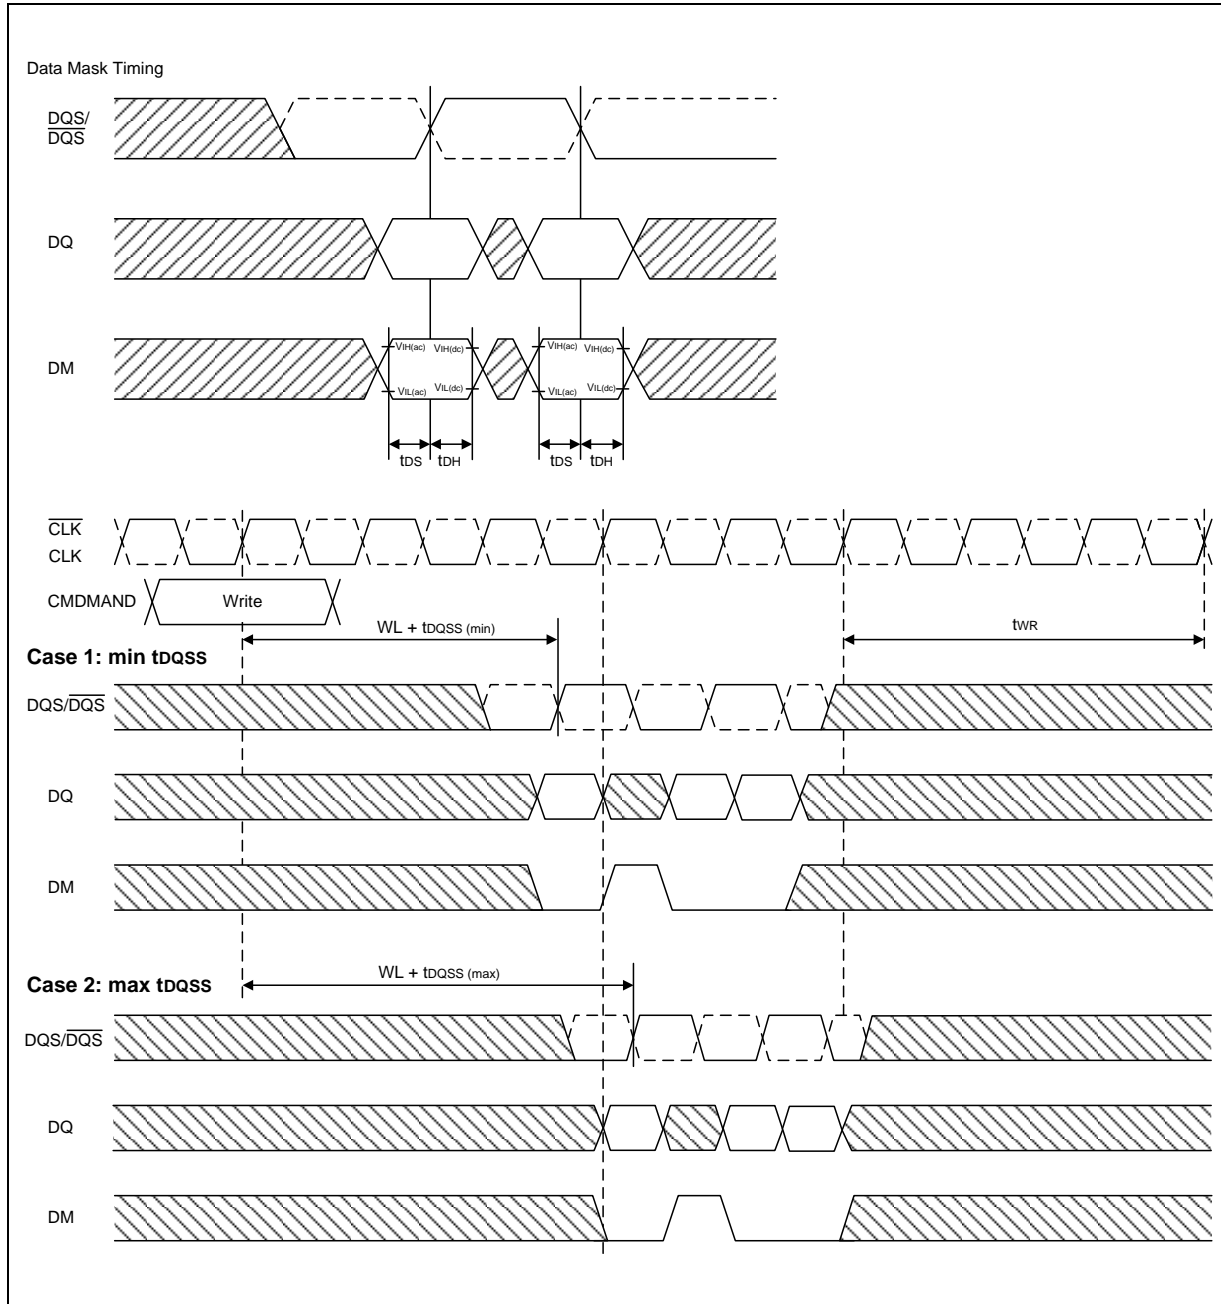 Data Mask Timing
DQS/
DQS
DQ
DM
VIH(ac) VIH(dc) VIH(ac) VIH(dc)
VIL(ac) VIL(dc) VIL(ac) VIL(dc)
tDS tDH tDS tDH
CLK
CLK
CMDMAND Write
WL + tDQSS (min) tWR
Case 1: min tDQSS
DQS/DQS
DQ
DM
Case 2: max tDQSS WL + tDQSS (max)
DQS/DQS
DQ
DM